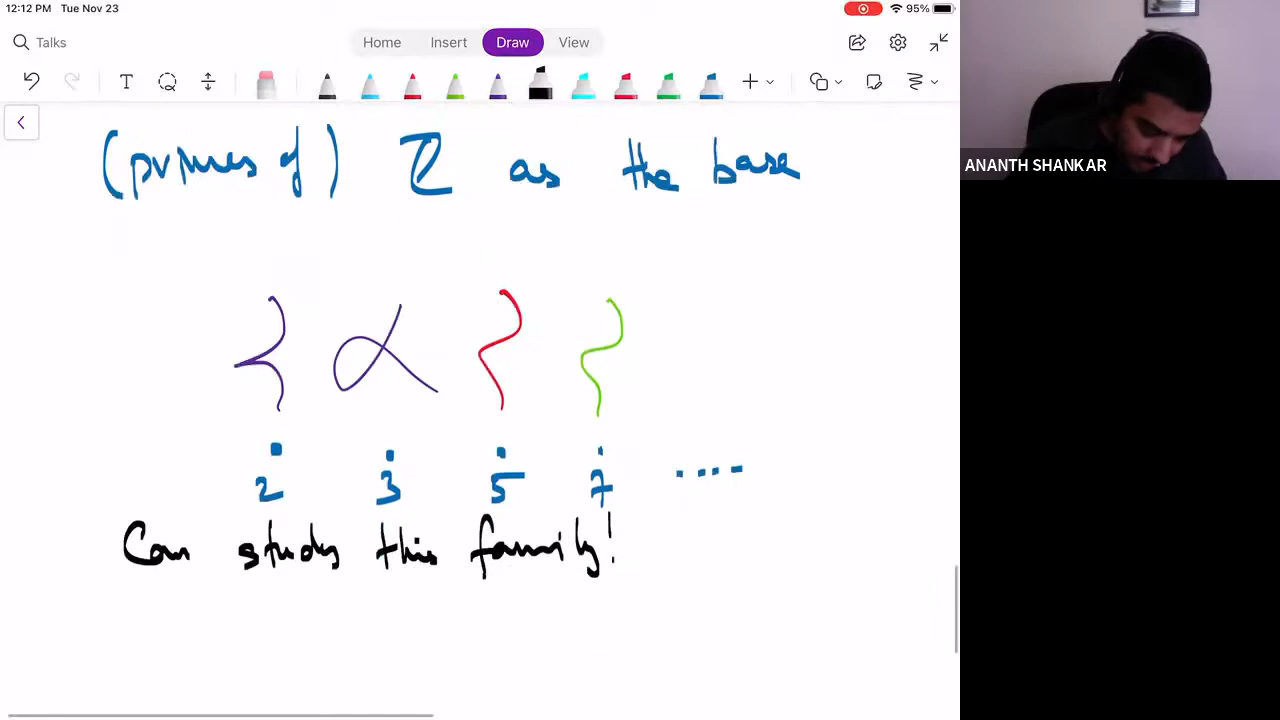 12:12 PM Tue Nov 23
95%
Talks
Home Insert Draw View
ANANTH SHANKAR
(primes of) Z as the base
2 3 5 7 ....
Can study this family!